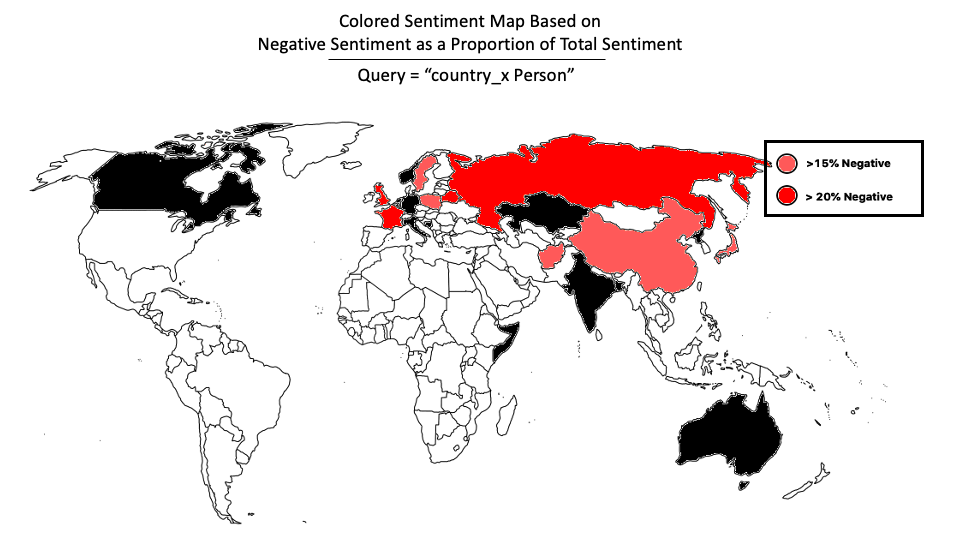 Colored Sentiment Map Based on
Negative Sentiment as a Proportion of Total Sentiment
Query = “country_x Person”
>15% Negative
> 20% Negative